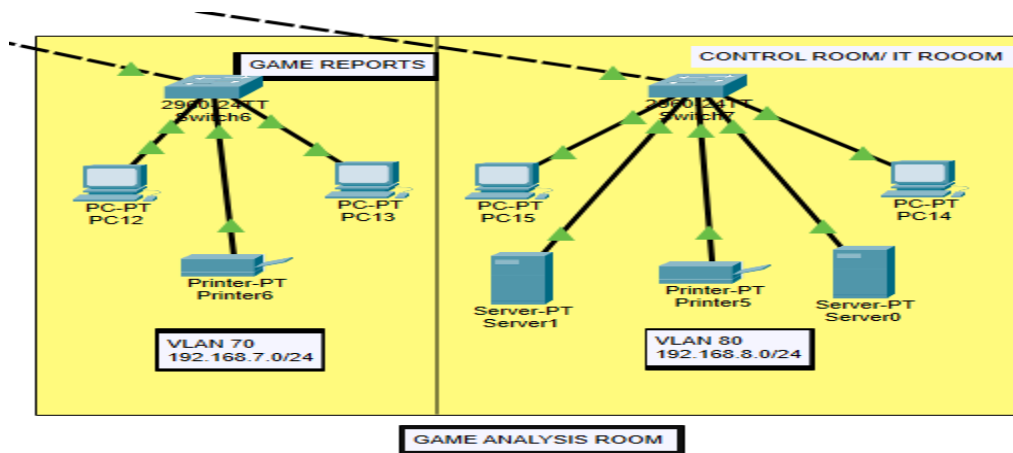 GAME REPORTS
CONTROL ROOM/ IT ROOOM
2960-24TT
Switch6
2960-24TT
Switch7
PC-PT
PC12
PC-PT
PC13
PC-PT
PC15
PC-PT
PC14
Printer-PT
Printer6
Server-PT
Server1
Printer-PT
Printer5
Server-PT
Server0
VLAN 70
192.168.7.0/24
VLAN 80
192.168.8.0/24
GAME ANALYSIS ROOM